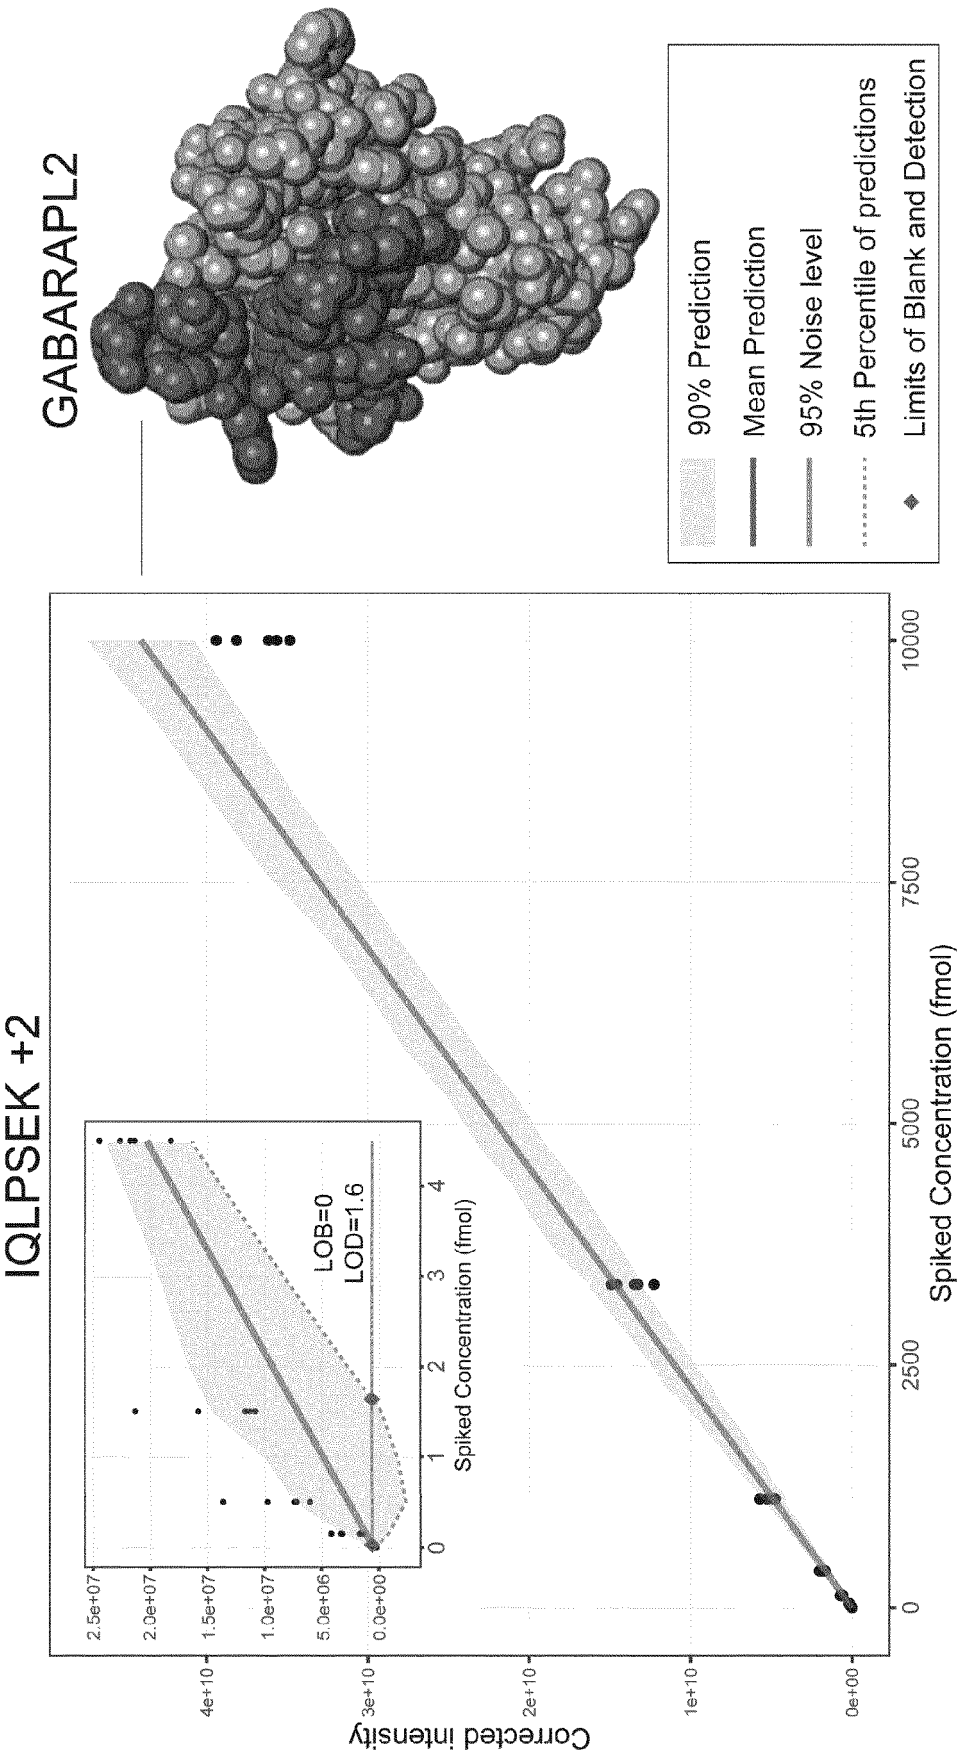 IQLPSEK +2
GABARAPL2
Corrected intensity
4e+10
3e+10
2e+10
1e+10
0e+00
0
2500
5000
7500
10000
Spiked Concentration (fmol)
2.5e+07
2.0e+07
1.5e+07
1.0e+07
5.0e+06
0.0e+00
LOB=0
LOD=1.6
0
1
2
3
4
Spiked Concentration (fmol)
90% Prediction
Mean Prediction
95% Noise level
5th Percentile of predictions
Limits of Blank and Detection